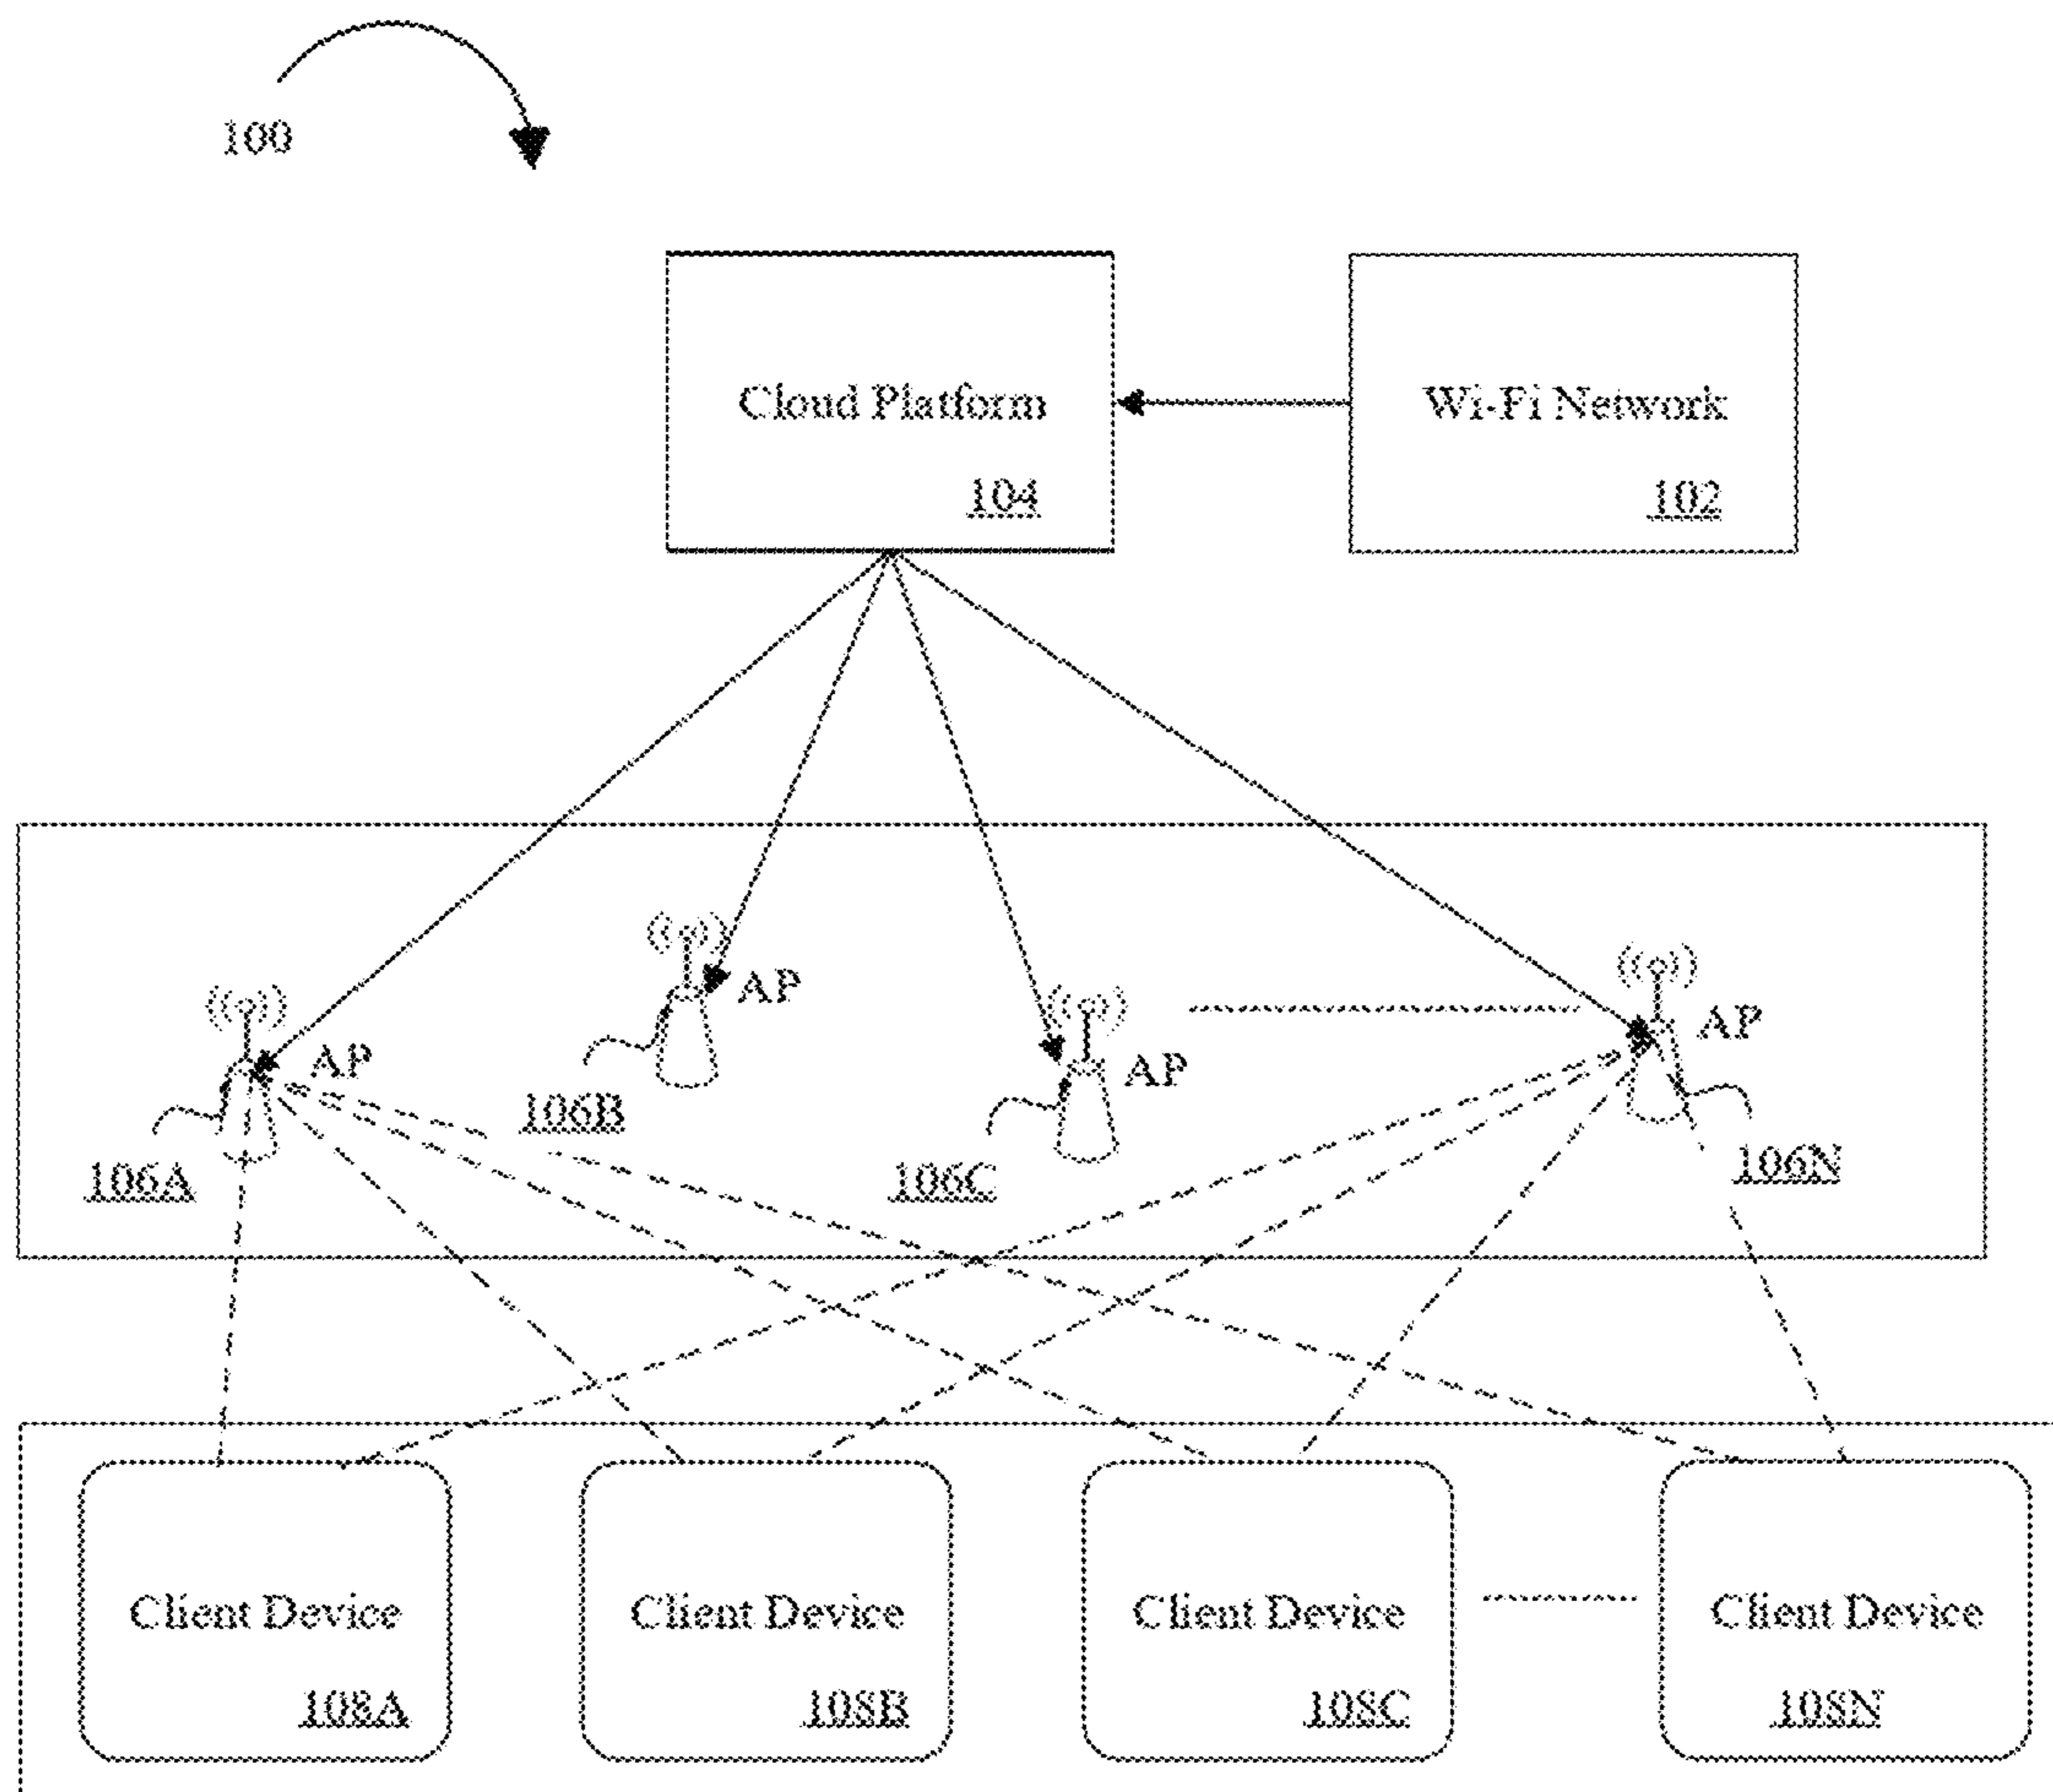 100
Cloud Platform
104
Wi-Fi Network
102
AP
106A
AP
106B
AP
106C
AP
106N
Client Device
108A
Client Device
108B
Client Device
108C
Client Device
108N